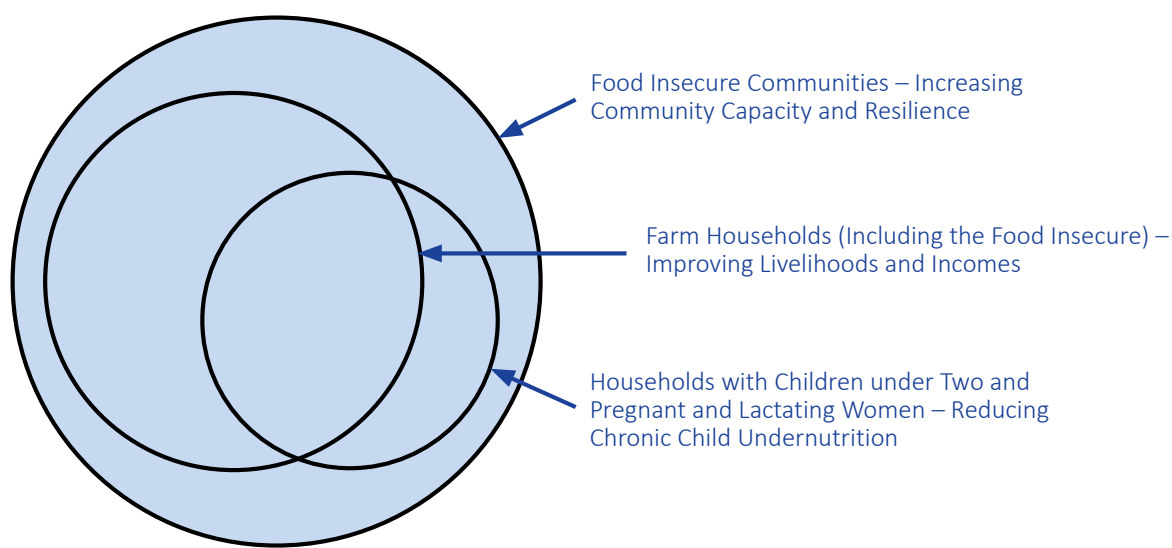 Food Insecure Communities – Increasing
Community Capacity and Resilience
Farm Households (Including the Food Insecure) –
Improving Livelihoods and Incomes
Households with Children under Two and
Pregnant and Lactating Women – Reducing
Chronic Child Undernutrition